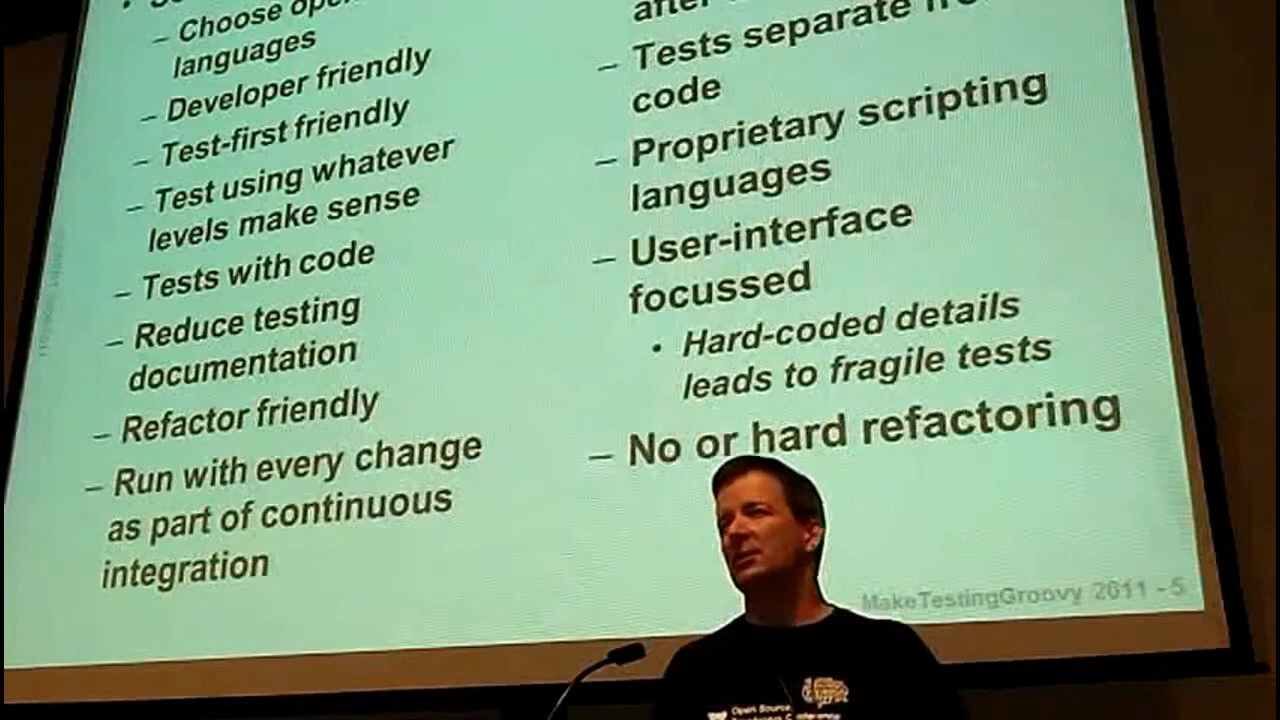 – Choose
languages
– Developer friendly
– Test-first friendly
– Test using whatever
levels make sense
– Tests with code
– Reduce testing
documentation
– Refactor friendly
– Run with every change
as part of continuous
integration
after
– Tests separate
code
– Proprietary scripting
languages
– User-interface
focussed
• Hard-coded details
leads to fragile tests
– No or hard refactoring
MakeTestingGroovy 2011 - 5
Open Source
Conference